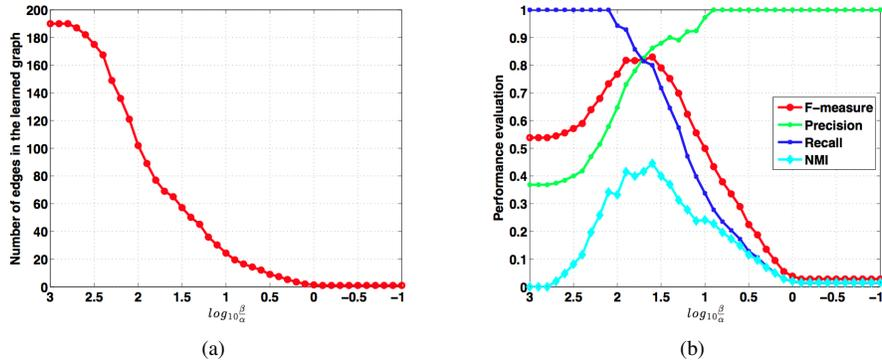 Number of edges in the learned graph
200
180
160
140
120
100
80
60
40
20
0
3 2.5 2 1.5 1 0.5 0 −0.5 −1
log10 β/α
(a)
Performance evaluation
1
0.9
0.8
0.7
0.6
0.5
0.4
0.3
0.2
0.1
0
F−measure
Precision
Recall
NMI
3 2.5 2 1.5 1 0.5 0 −0.5 −1
log10 β/α
(b)